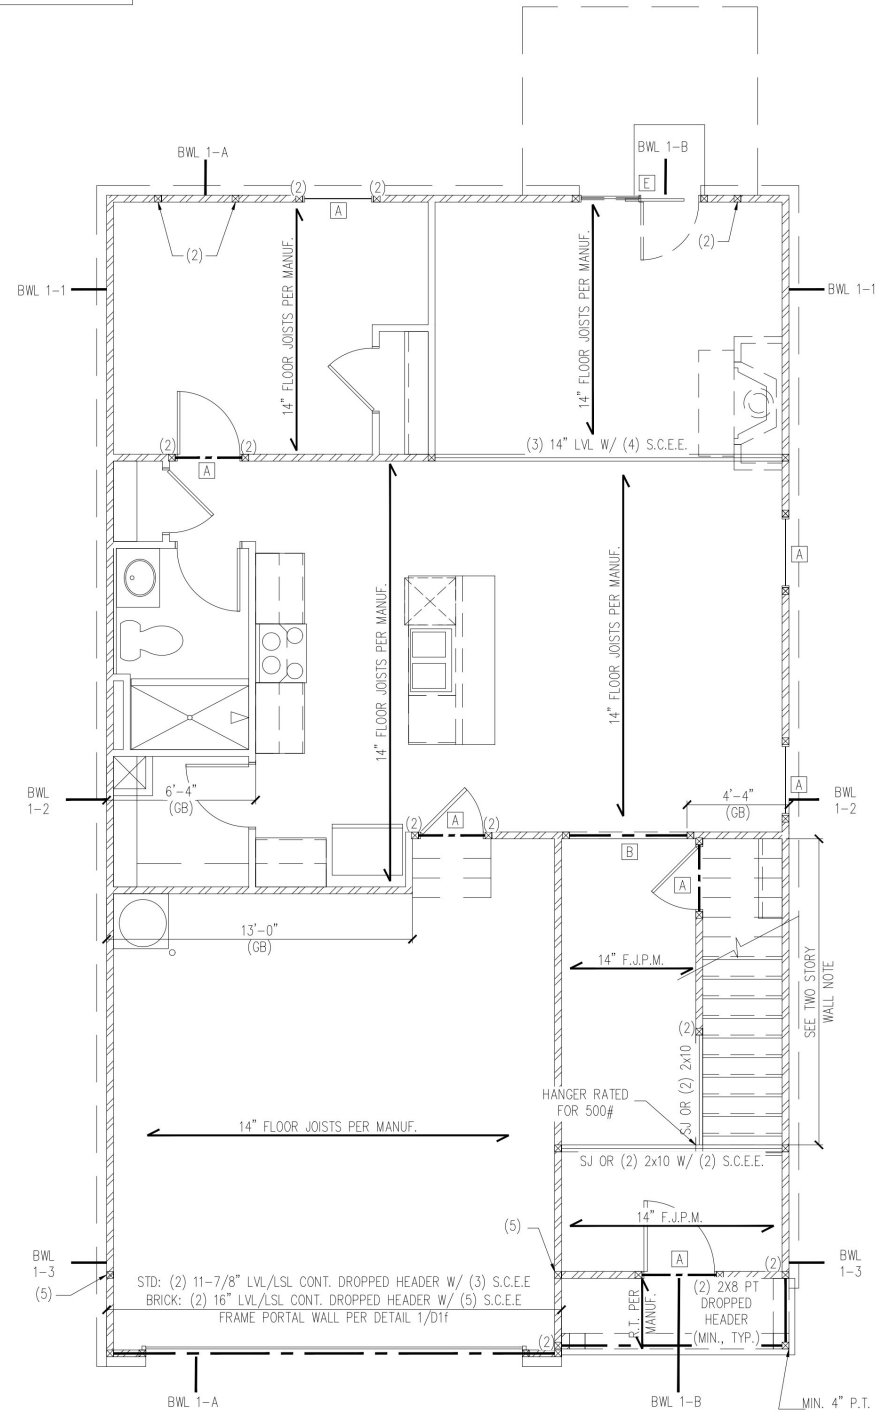 BWL 1-A
BWL 1-B
(2)
(2)
E
A
(2)
(2)
BWL 1-1
BWL 1-1
14" FLOOR JOISTS PER MANUF.
14" FLOOR JOISTS PER MANUF.
(3) 14" LVL W/ (4) S.C.E.E.
(2)
(2)
A
A
14" FLOOR JOISTS PER MANUF.
14" FLOOR JOISTS PER MANUF.
A
BWL
1-2
6'-4"
(GB)
4'-4"
(GB)
BWL
1-2
(2)
A
(2)
B
A
13'-0"
(GB)
14" F.J.P.M.
SEE TWO STORY
WALL NOTE
(2)
SJ OR (2) 2x10
HANGER RATED
FOR 500#
14" FLOOR JOISTS PER MANUF.
SJ OR (2) 2x10 W/ (2) S.C.E.E.
14" F.J.P.M.
(5)
A
(2)
BWL
1-3
BWL
1-3
(5)
STD: (2) 11-7/8" LVL/LSL CONT. DROPPED HEADER W/ (3) S.C.E.E
BRICK: (2) 16" LVL/LSL CONT. DROPPED HEADER W/ (5) S.C.E.E
FRAME PORTAL WALL PER DETAIL 1/D1f
R.T. PER
MANUF.
(2) 2X8 PT
DROPPED
HEADER
(MIN., TYP.)
(2)
BWL 1-A
BWL 1-B
MIN. 4" P.T.